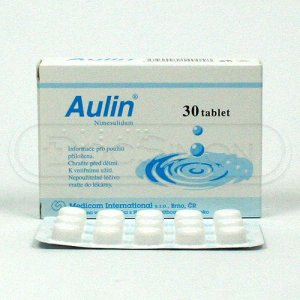 Aulin®
Nimesulidum
30 tablet
Informace pro použití
přiložena.
Chraňte před dětmi.
K vnitřnímu užití.
Nepoužitelné léčivo
vraťte do lékárny.
Medicam International s.r.o., Brno, ČR